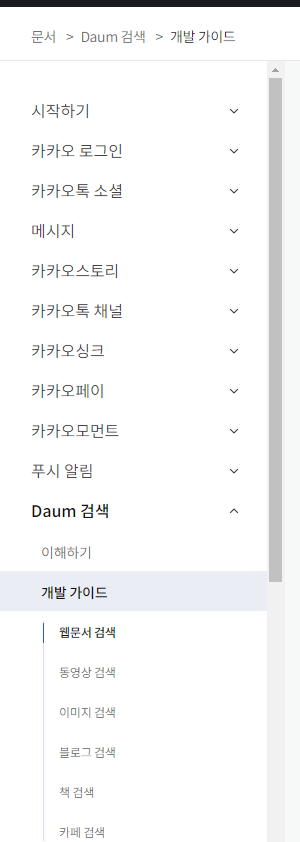 문서 > Daum 검색 > 개발 가이드
시작하기
카카오 로그인
카카오톡 소셜
메시지
카카오스토리
카카오톡 채널
카카오싱크
카카오페이
카카오모먼트
푸시 알림
Daum 검색
이해하기
개발 가이드
웹문서 검색
동영상 검색
이미지 검색
블로그 검색
책 검색
카페 검색